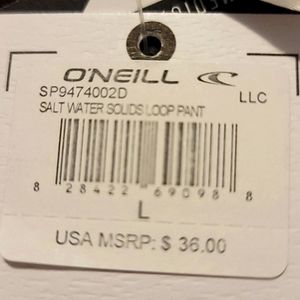 O'NEILL
SP9474002D LLC
SALT WATER SOLIDS LOOP PANT
8 28422 69098 8
L
USA MSRP: $ 36.00